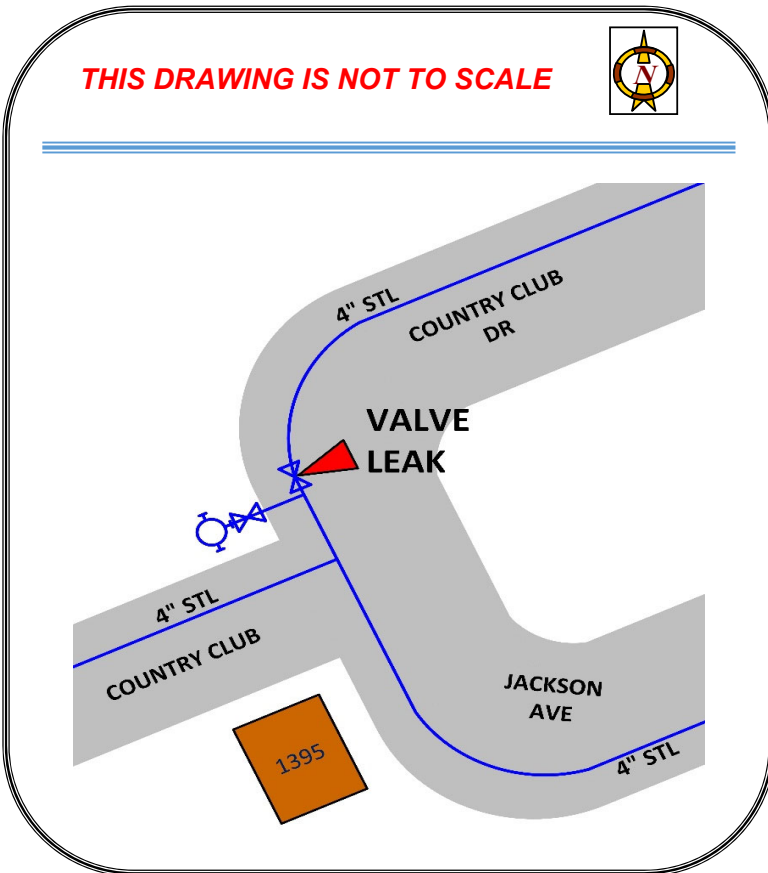 THIS DRAWING IS NOT TO SCALE
N
4" STL
COUNTRY CLUB
DR
VALVE
LEAK
4" STL
COUNTRY CLUB
JACKSON
AVE
4" STL
1395